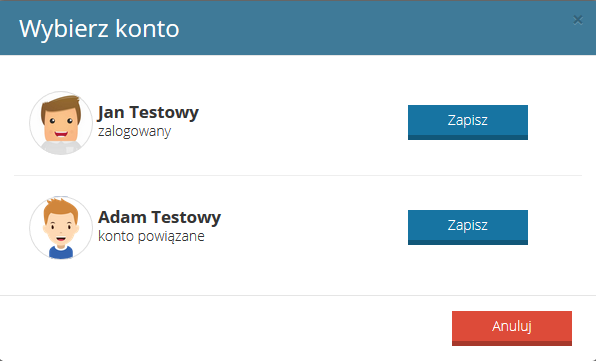 Wybierz konto
×
Jan Testowy
zalogowany
Zapisz
Adam Testowy
konto powiązane
Zapisz
Anuluj